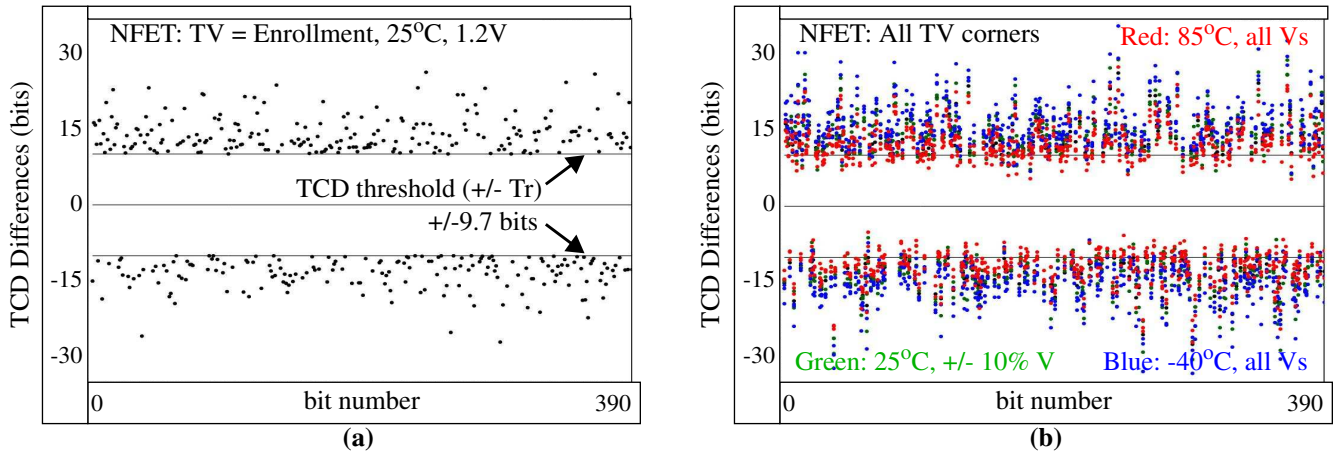 NFET: TV = Enrollment, 25°C, 1.2V
TCD Differences (bits)
30
15
0
-15
-30
TCD threshold (+/- Tr)
+/-9.7 bits
0
bit number
390
(a)
NFET: All TV corners
Red: 85°C, all Vs
TCD Differences (bits)
30
15
0
-15
-30
Green: 25°C, +/- 10% V
Blue: -40°C, all Vs
0
bit number
390
(b)